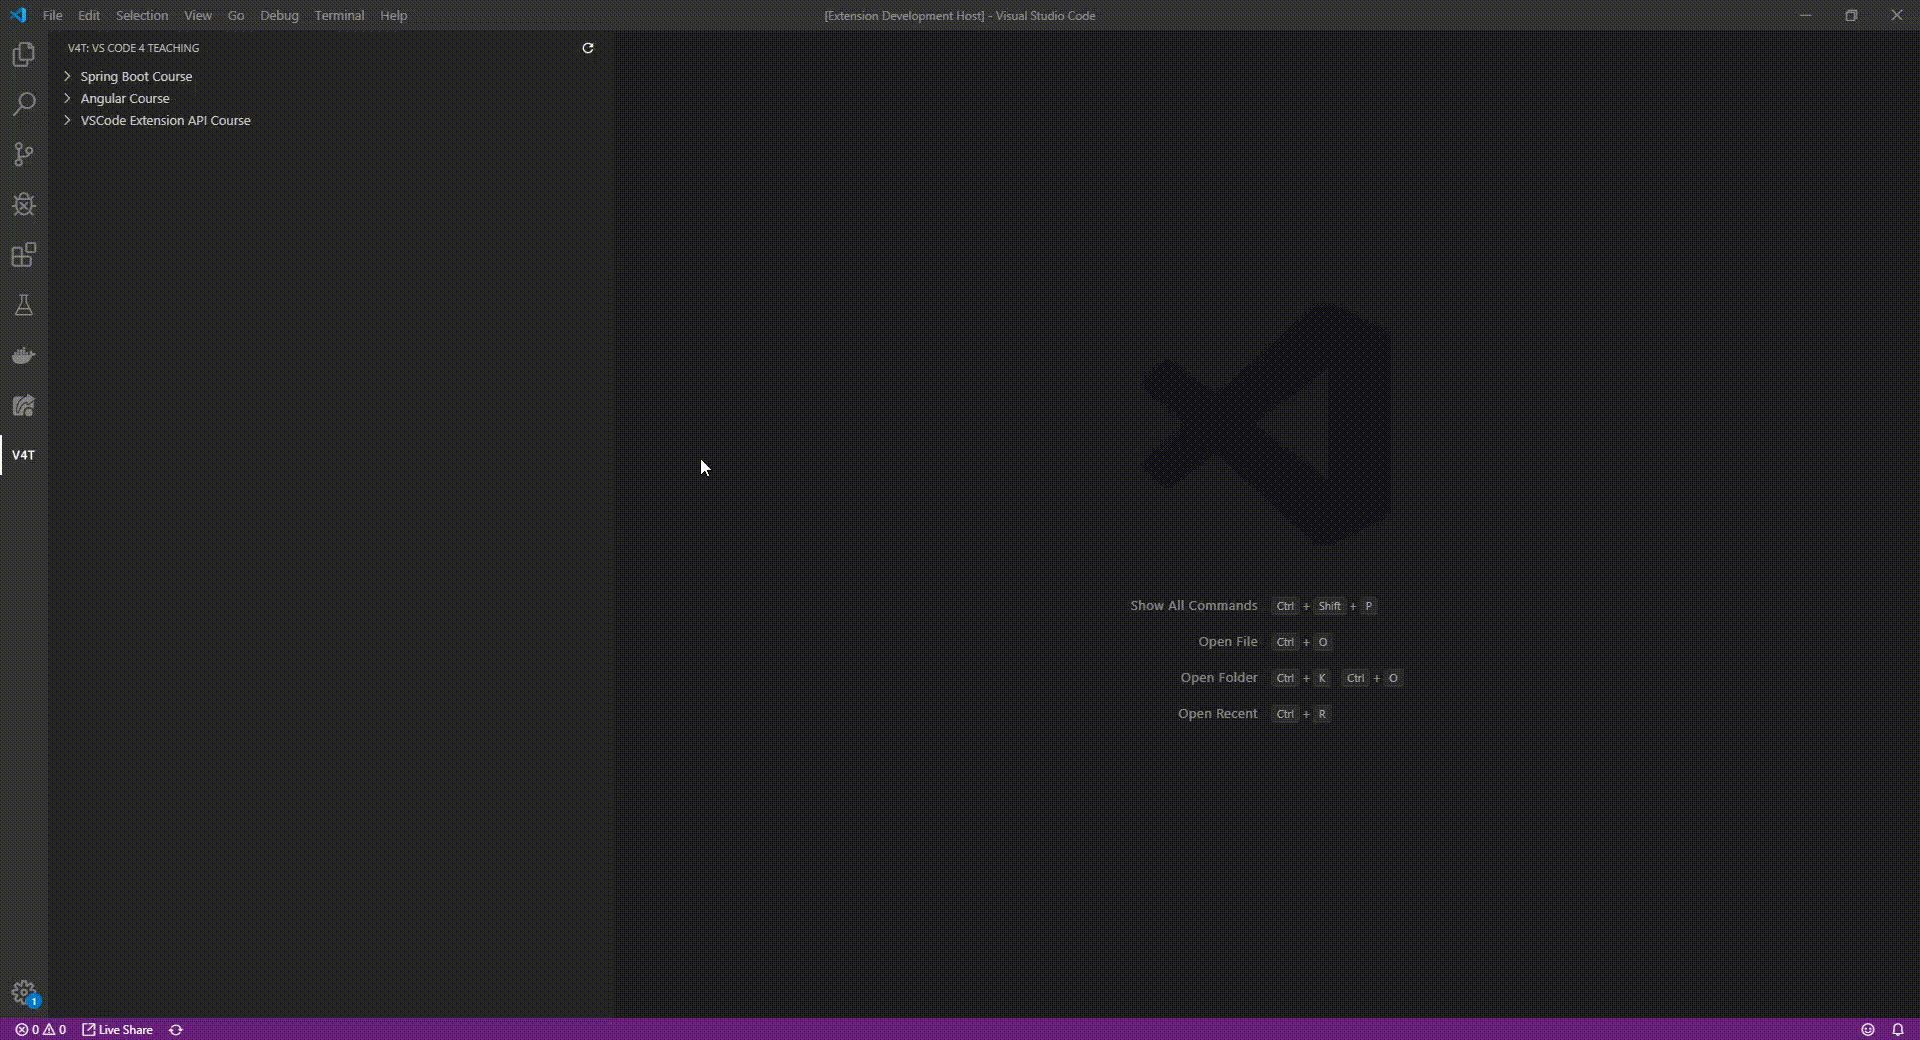 File Edit Selection View Go Debug Terminal Help
[Extension Development Host] - Visual Studio Code
V4T: VS CODE 4 TEACHING
Spring Boot Course
Angular Course
VSCode Extension API Course
V4T
Show All Commands Ctrl + Shift + P
Open File Ctrl + O
Open Folder Ctrl + K Ctrl + O
Open Recent Ctrl + R
1
0 0 Live Share